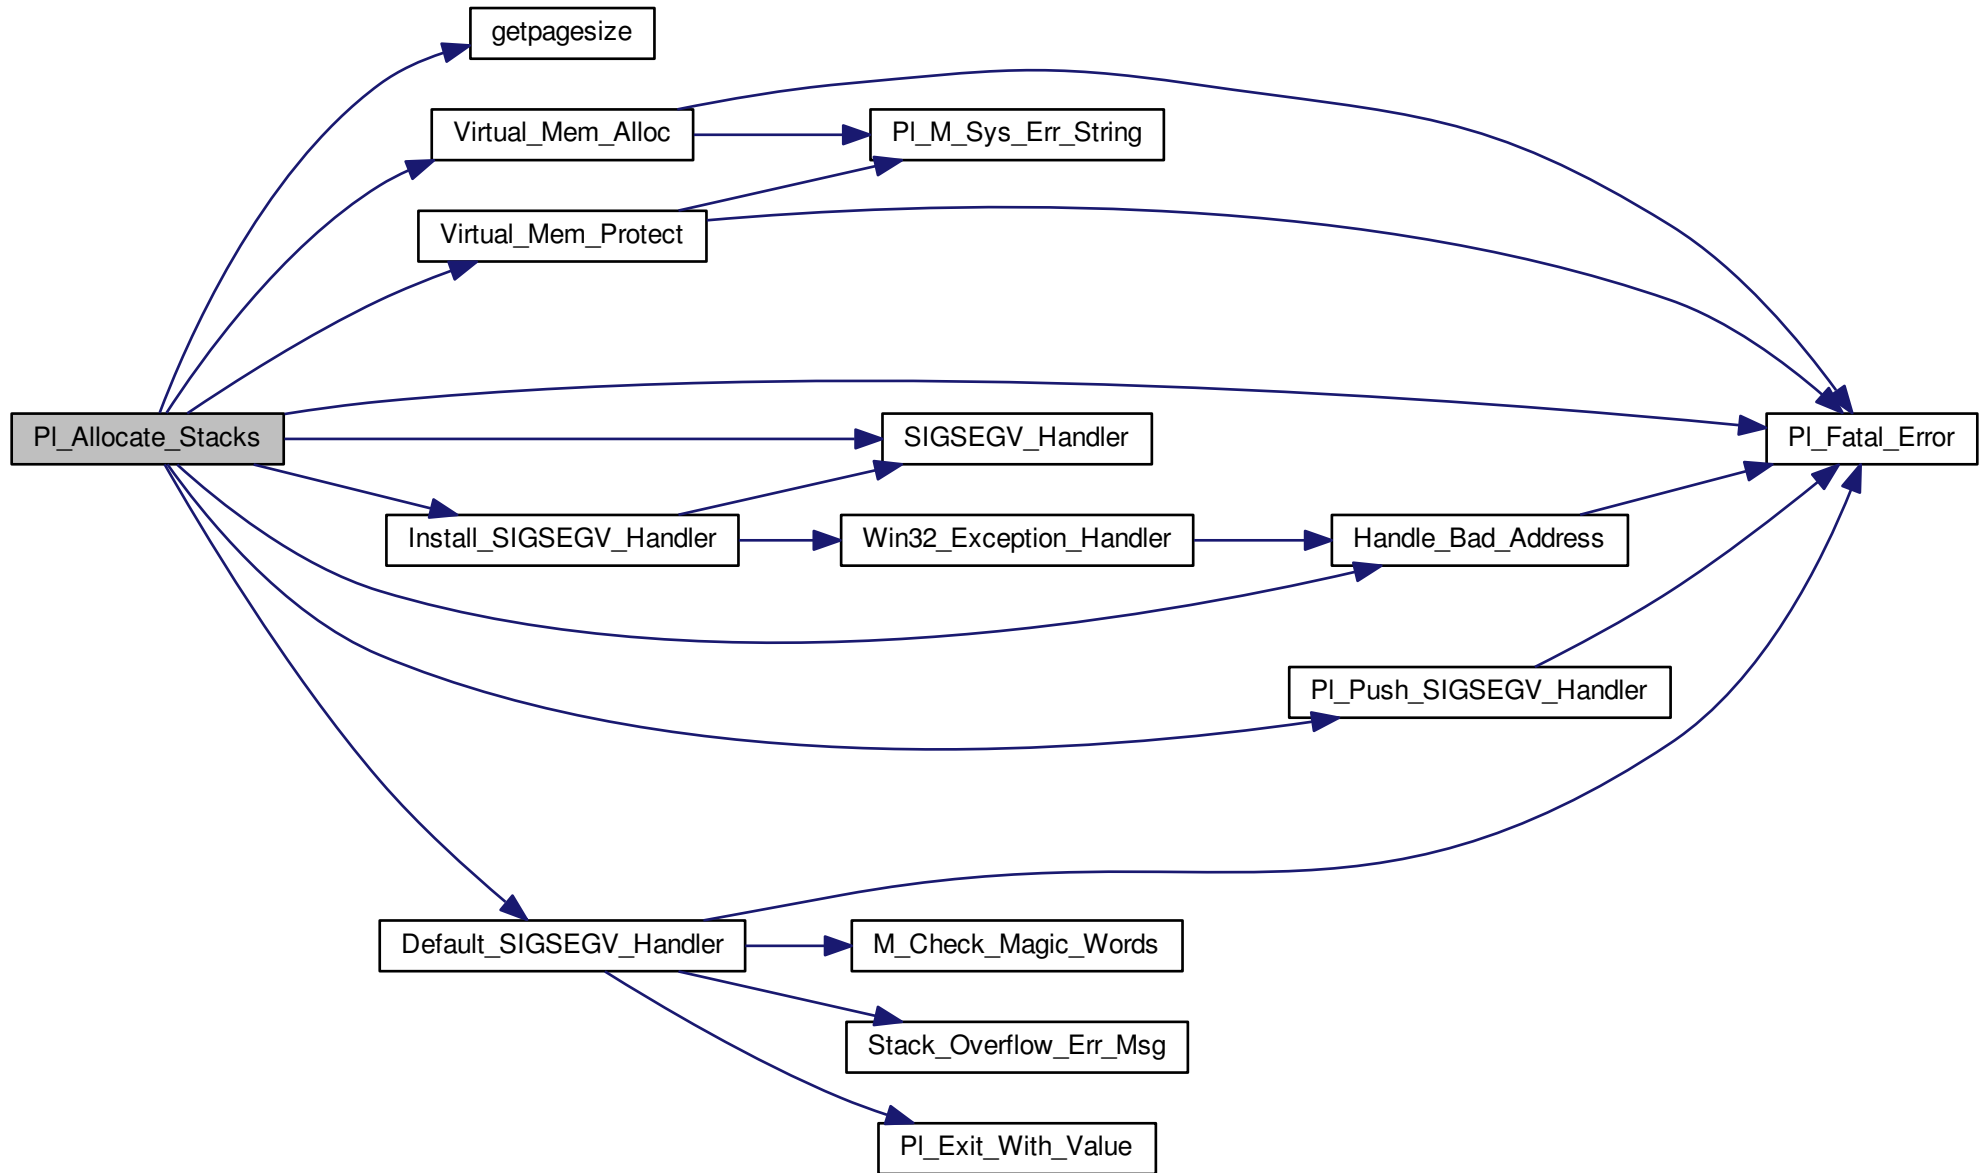 getpagesize
Virtual_Mem_Alloc
Pl_M_Sys_Err_String
Virtual_Mem_Protect
Pl_Allocate_Stacks
SIGSEGV_Handler
Pl_Fatal_Error
Install_SIGSEGV_Handler
Win32_Exception_Handler
Handle_Bad_Address
Pl_Push_SIGSEGV_Handler
Default_SIGSEGV_Handler
M_Check_Magic_Words
Stack_Overflow_Err_Msg
Pl_Exit_With_Value